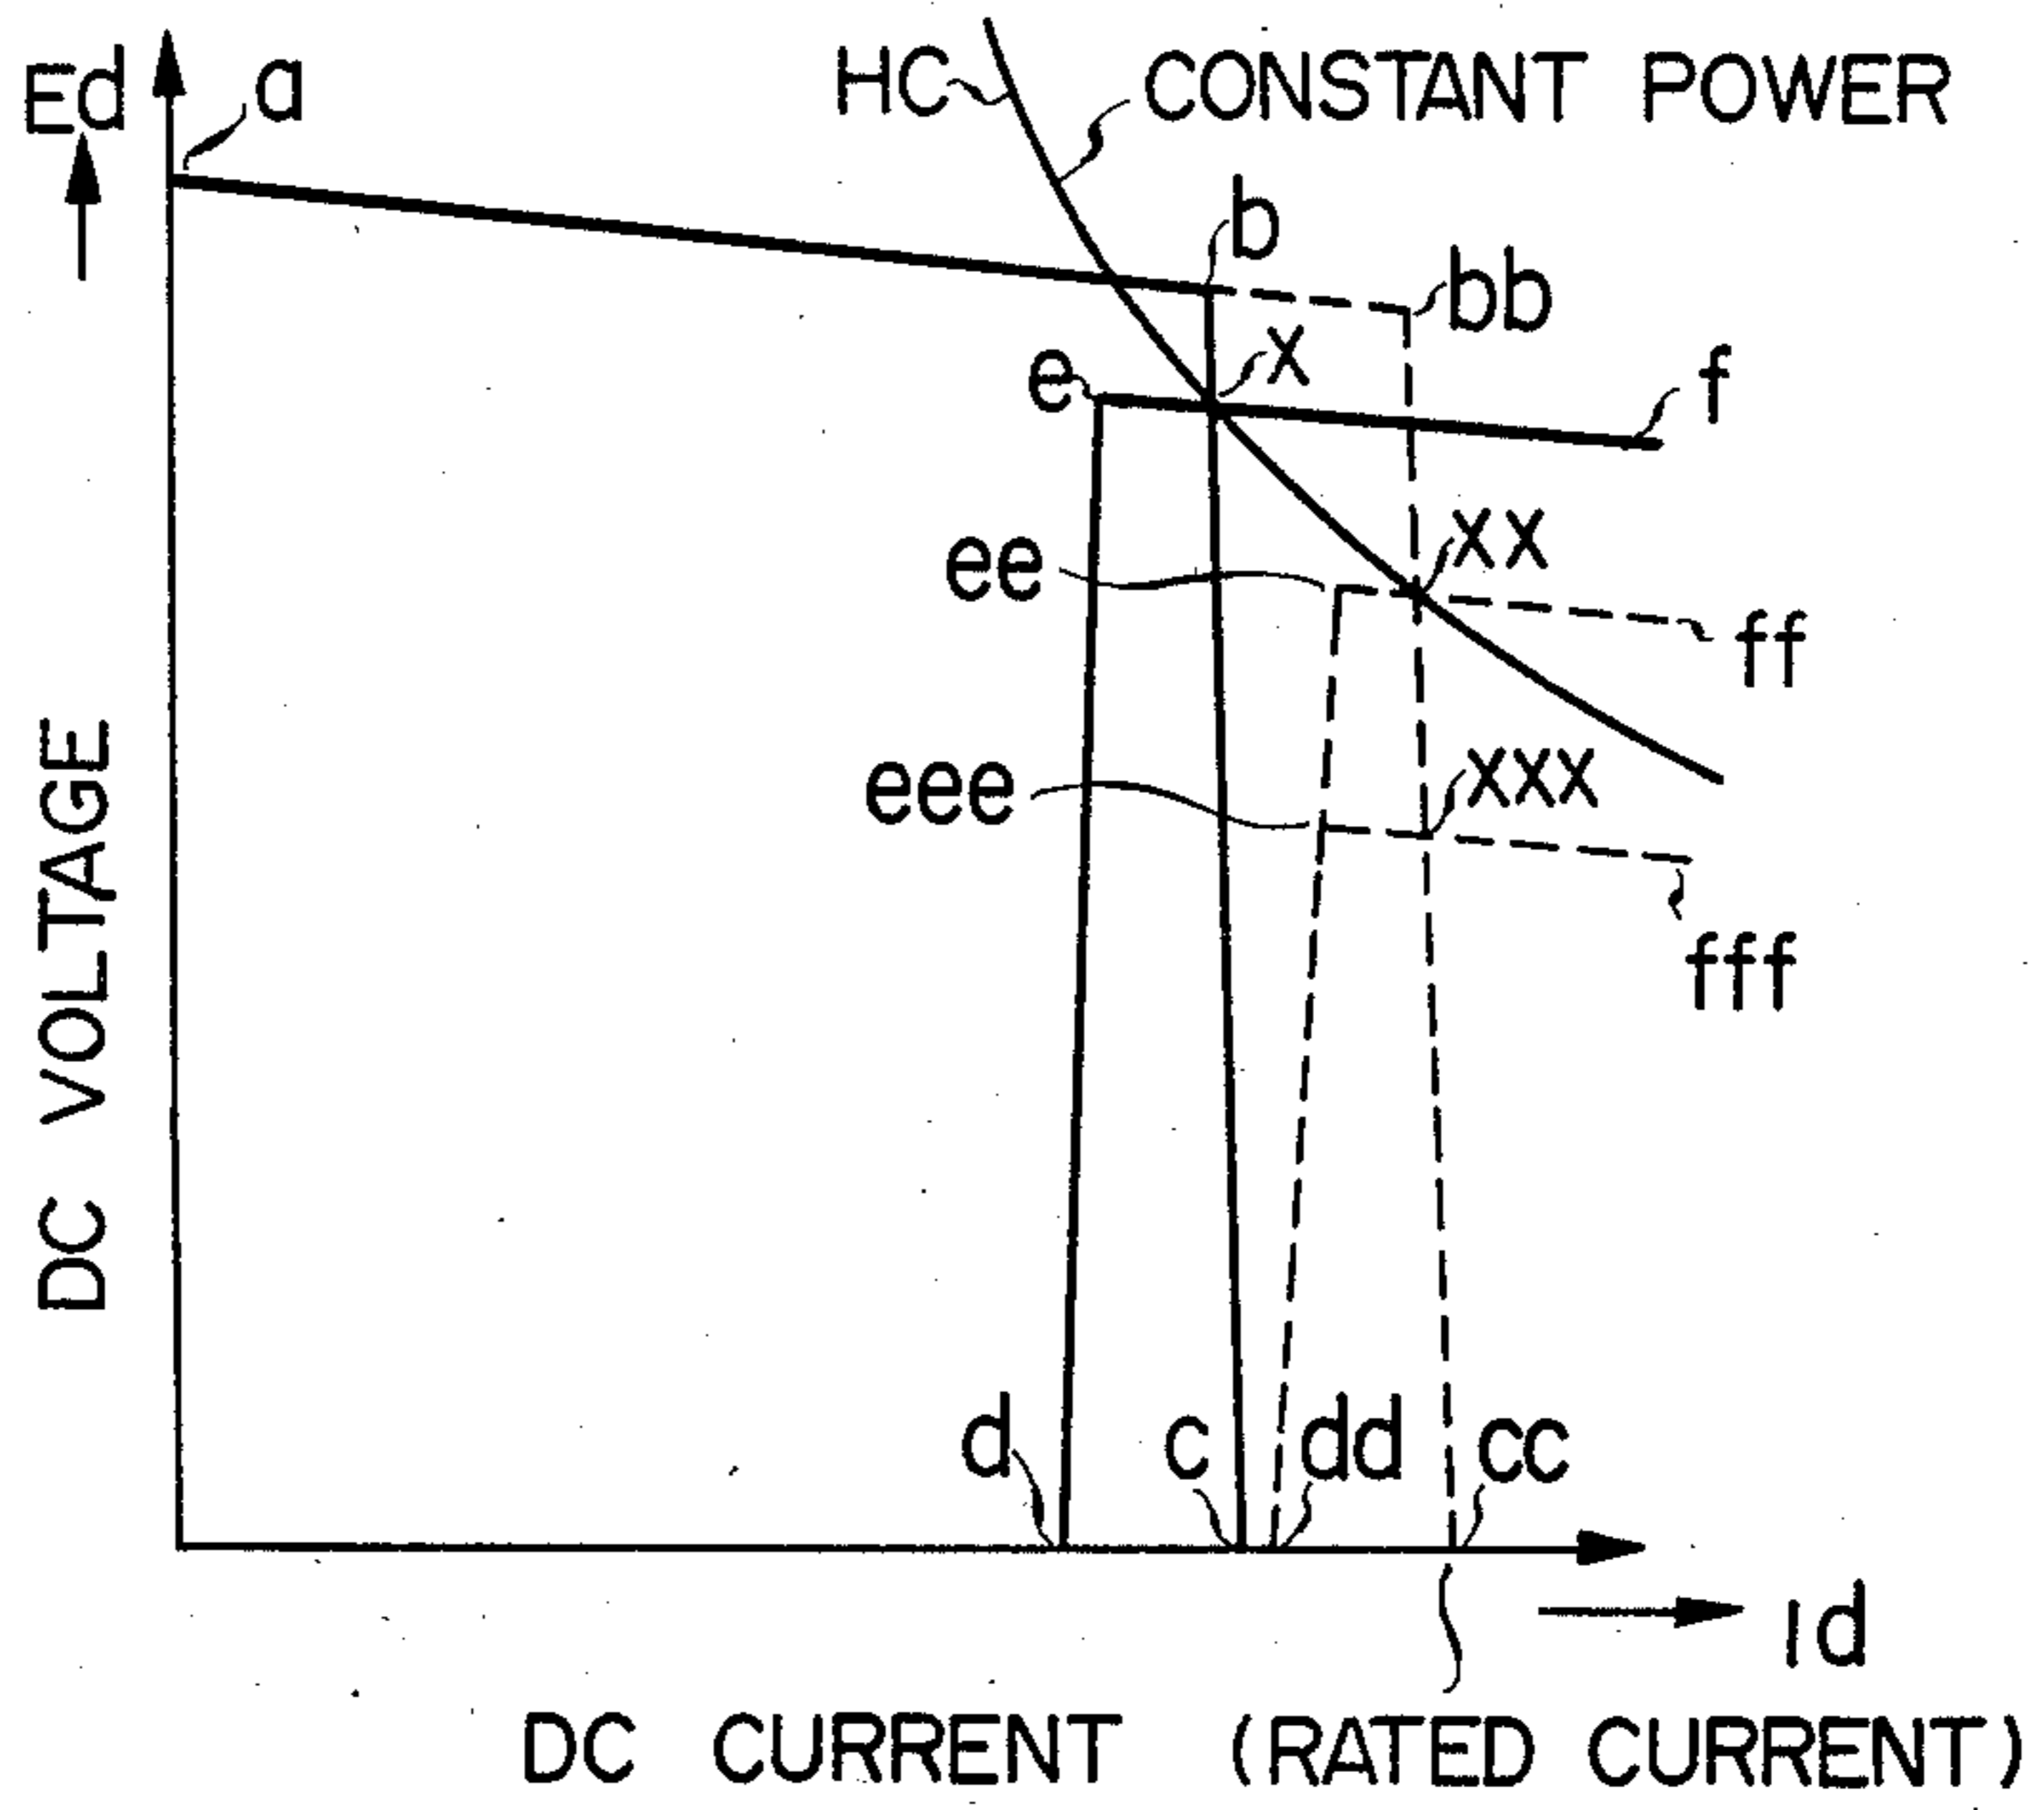 Ed
a
HC
CONSTANT POWER
b
bb
x
e
f
xx
ee
ff
xxx
eee
fff
DC VOLTAGE
d
c
dd
cc
Id
DC CURRENT (RATED CURRENT)